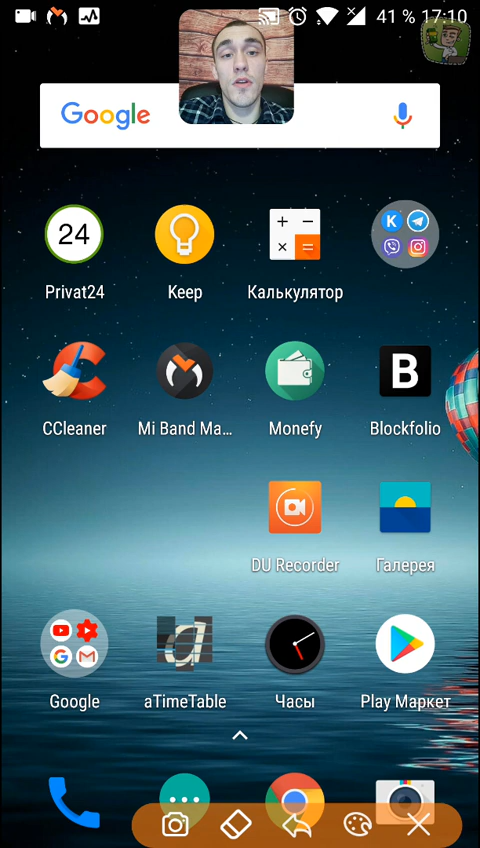 41 % 17:10
Google
24
Privat24
Keep
Калькулятор
K
CCleaner
Mi Band Ma...
Monefy
B
Blockfolio
DU Recorder
Галерея
G
M
Google
d
aTimeTable
Часы
Play Маркет